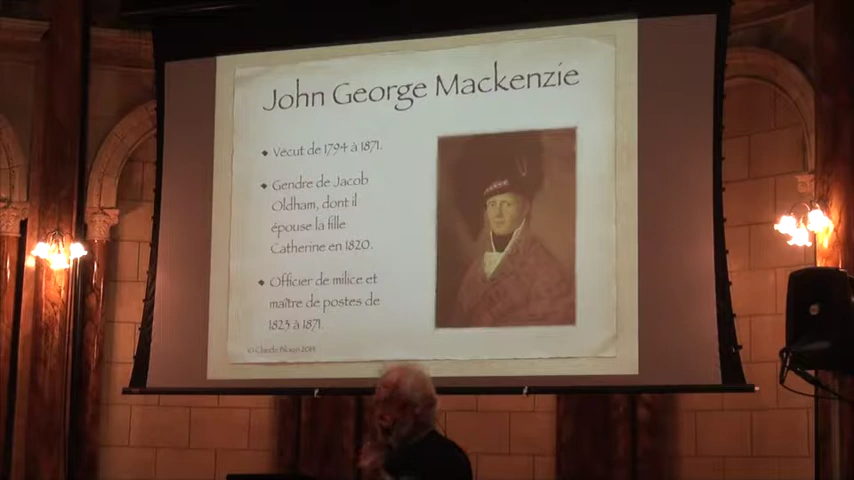 John George Mackenzie
Vécut de 1794 à 1871.
Gendre de Jacob
Oldham, dont il
épouse la fille
Catherine en 1820.
Officier de milice et
maître de postes de
1823 à 1871.